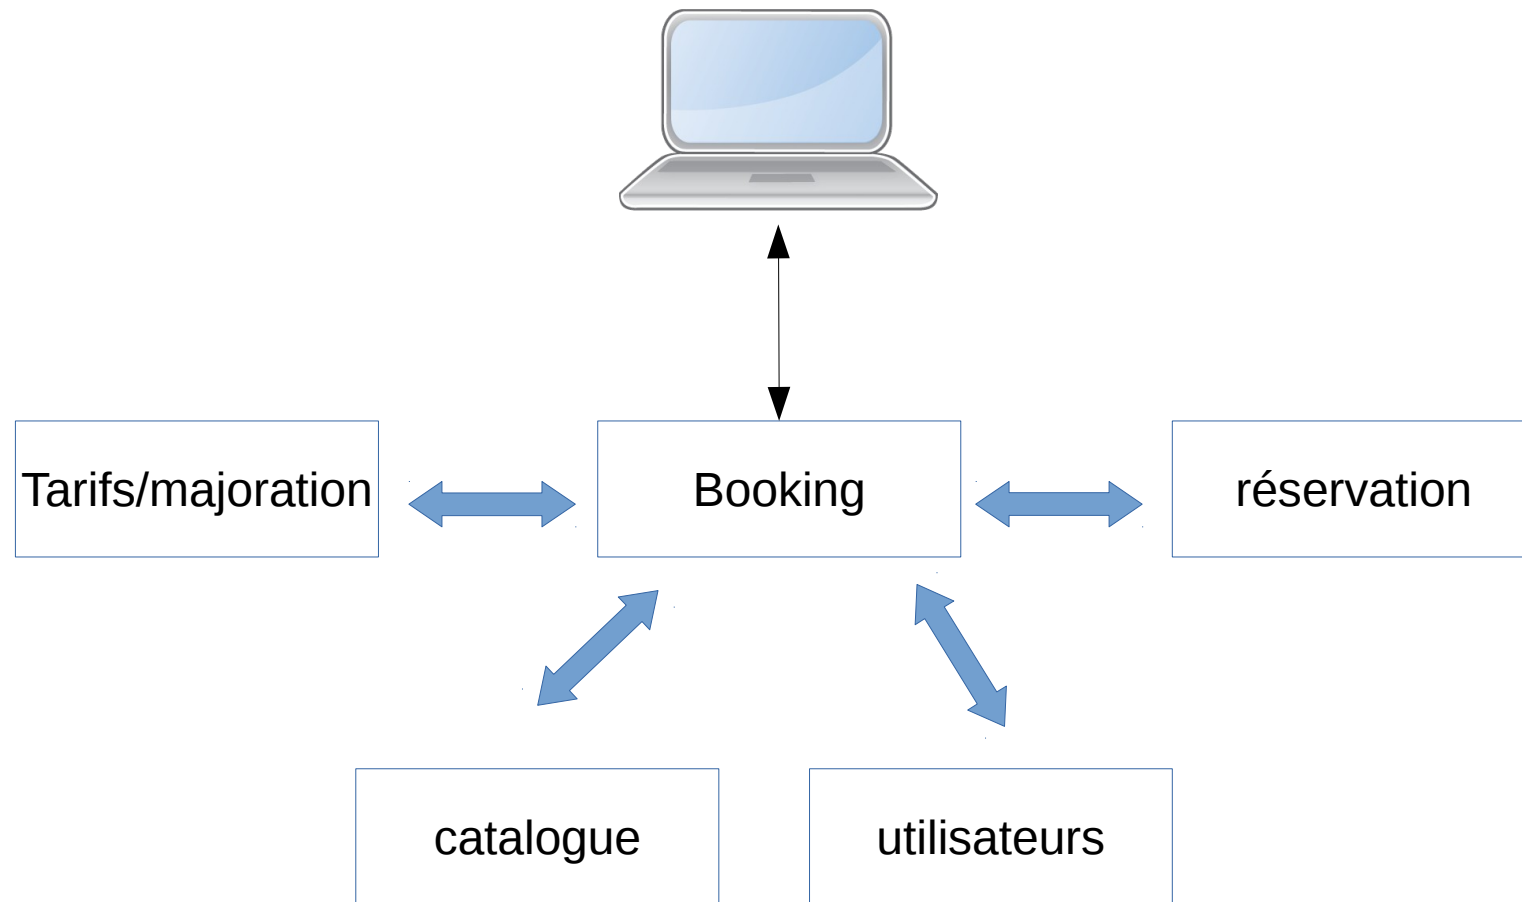 Tarifs/majoration
Booking
réservation
catalogue
utilisateurs